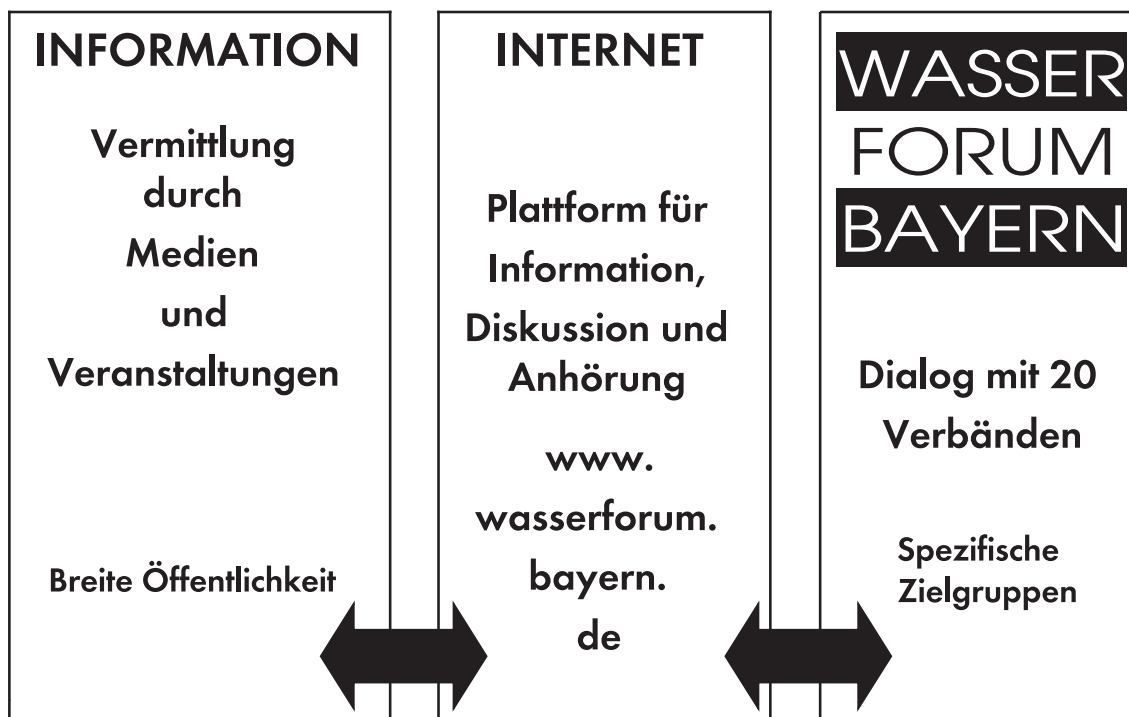 INFORMATION
Vermittlung
durch
Medien
und
Veranstaltungen
Breite Öffentlichkeit
INTERNET
Plattform für
Information,
Diskussion und
Anhörung
www.
wasserforum.
bayern.
de
WASSER
FORUM
BAYERN
Dialog mit 20
Verbänden
Spezifische
Zielgruppen